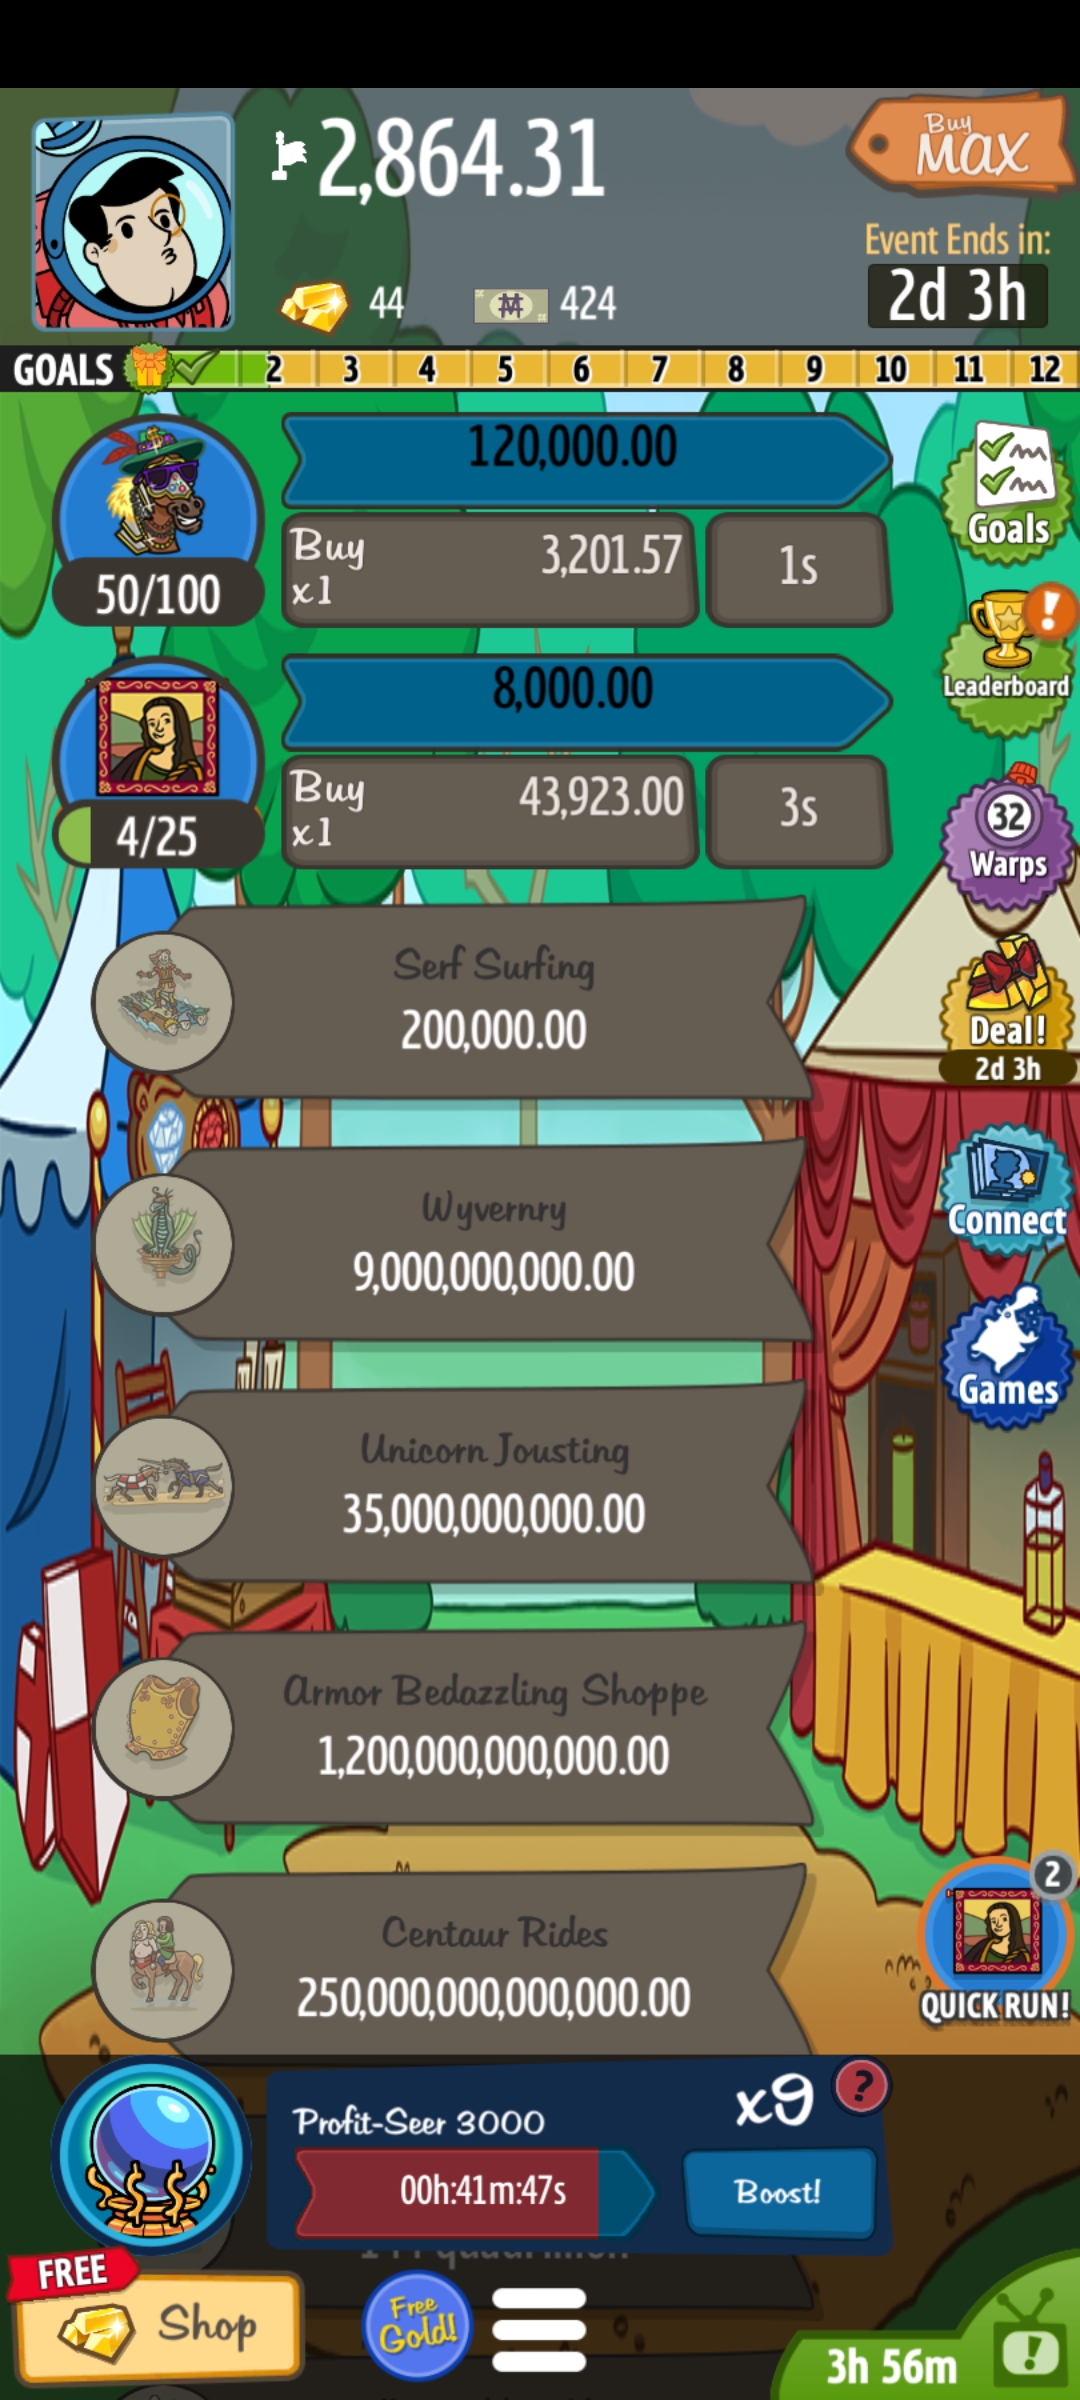 2,864.31
Buy
MAX
Event Ends in:
2d 3h
44
424
GOALS 2 3 4 5 6 7 8 9 10 11 12
120,000.00
Buy
x1
3,201.57
1s
50/100
Goals
8,000.00
Buy
x1
43,923.00
3s
4/25
!
Leaderboard
32
Warps
Serf Surfing
200,000.00
Deal!
2d 3h
Wyvernry
9,000,000,000.00
Connect
Unicorn Jousting
35,000,000,000.00
Games
Armor Bedazzling Shoppe
1,200,000,000,000.00
Centaur Rides
250,000,000,000,000.00
2
QUICK RUN!
Profit-Seer 3000
x9
?
00h:41m:47s
Boost!
FREE
Shop
Free
Gold!
3h 56m
!